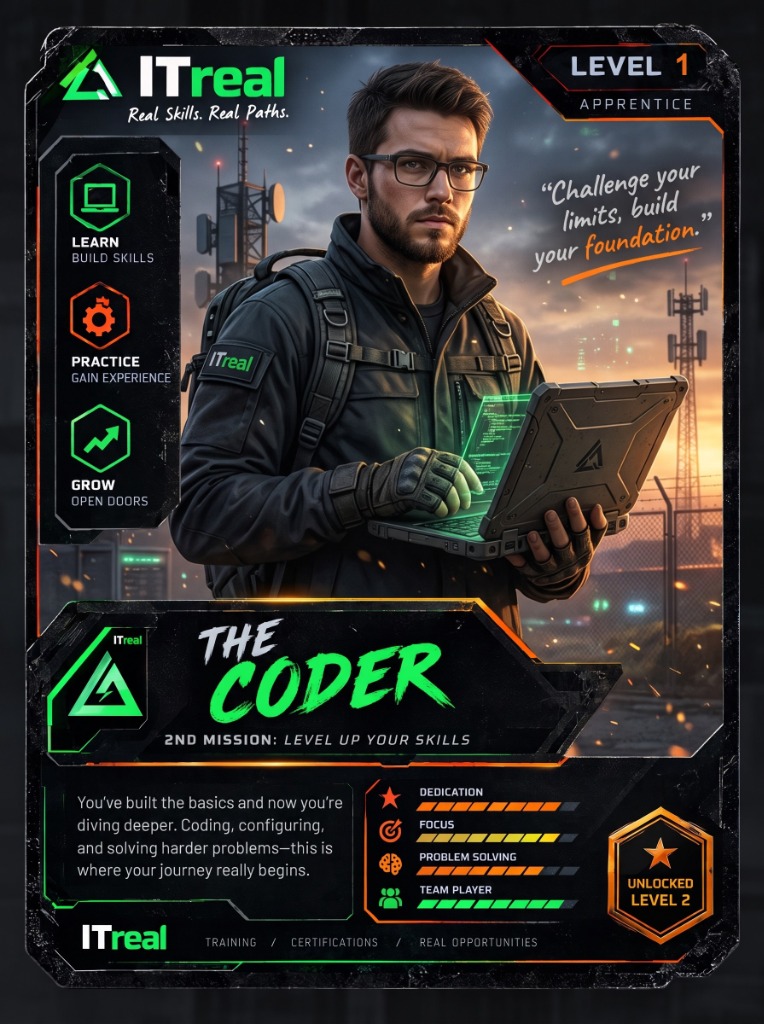 ITreal
Real Skills. Real Paths.
LEVEL 1
APPRENTICE
LEARN
BUILD SKILLS
PRACTICE
GAIN EXPERIENCE
GROW
OPEN DOORS
“Challenge your
limits, build
your foundation.”
ITreal
ITreal
THE
CODER
2ND MISSION: LEVEL UP YOUR SKILLS
You’ve built the basics and now you’re
diving deeper. Coding, configuring,
and solving harder problems—this is
where your journey really begins.
DEDICATION
FOCUS
PROBLEM SOLVING
TEAM PLAYER
UNLOCKED
LEVEL 2
ITreal
TRAINING / CERTIFICATIONS / REAL OPPORTUNITIES